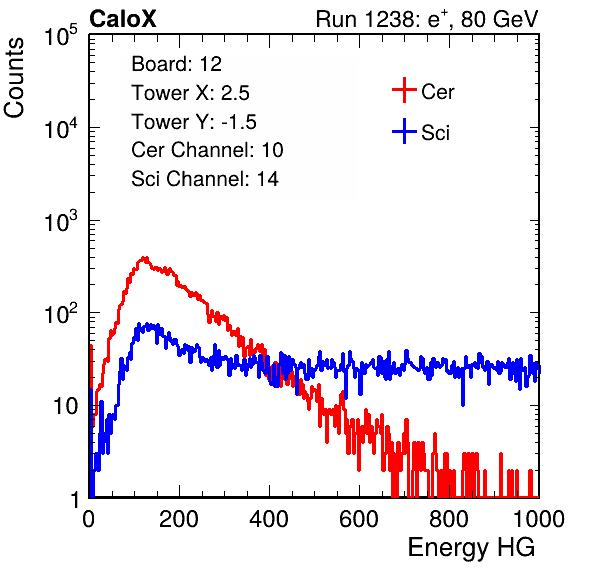 CaloX Run 1238: e⁺, 80 GeV
Counts
Board: 12
Tower X: 2.5
Tower Y: -1.5
Cer Channel: 10
Sci Channel: 14
Cer
Sci
10⁵
10⁴
10³
10²
10
1
0 200 400 600 800 1000
Energy HG